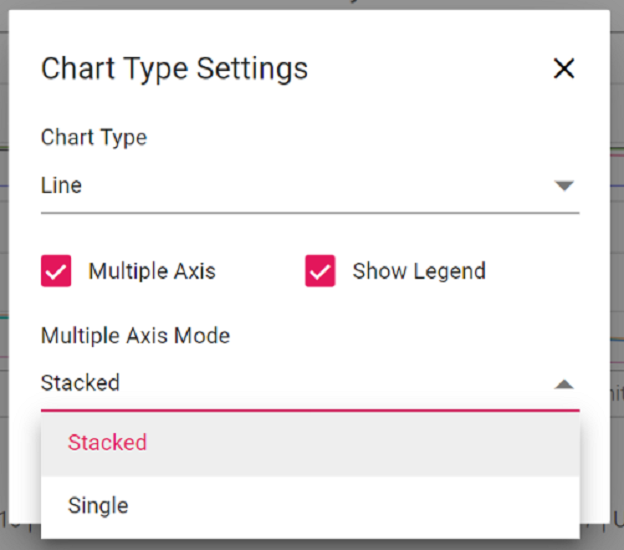 Chart Type Settings
Chart Type
Line
Multiple Axis
Show Legend
Multiple Axis Mode
Stacked
Stacked
Single